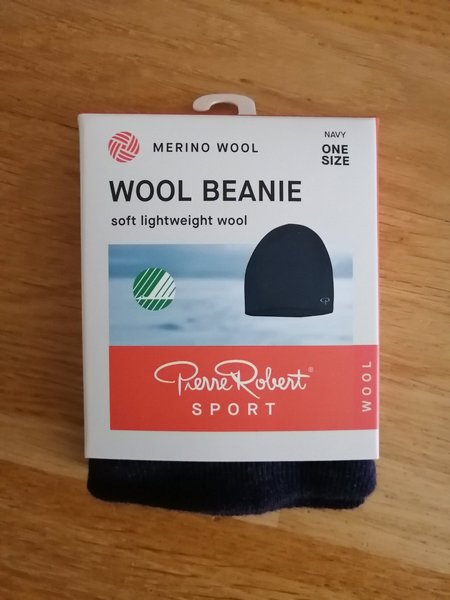 MERINO WOOL
NAVY
ONE
SIZE
WOOL BEANIE
soft lightweight wool
Pierre Robert®
SPORT
WOOL